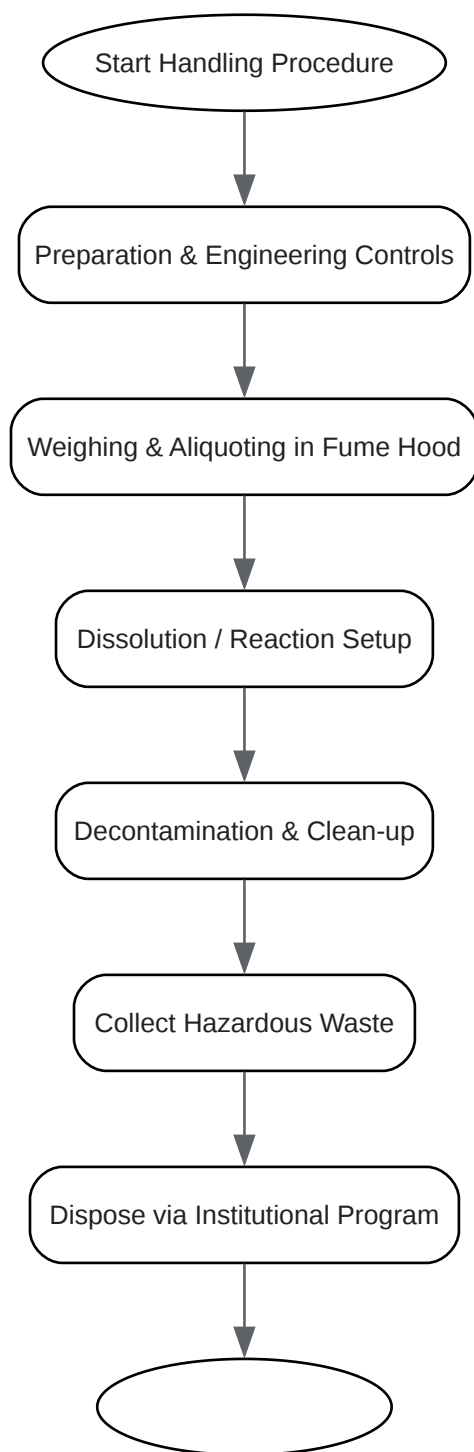 Start Handling Procedure
Preparation & Engineering Controls
Weighing & Aliquoting in Fume Hood
Dissolution / Reaction Setup
Decontamination & Clean-up
Collect Hazardous Waste
Dispose via Institutional Program